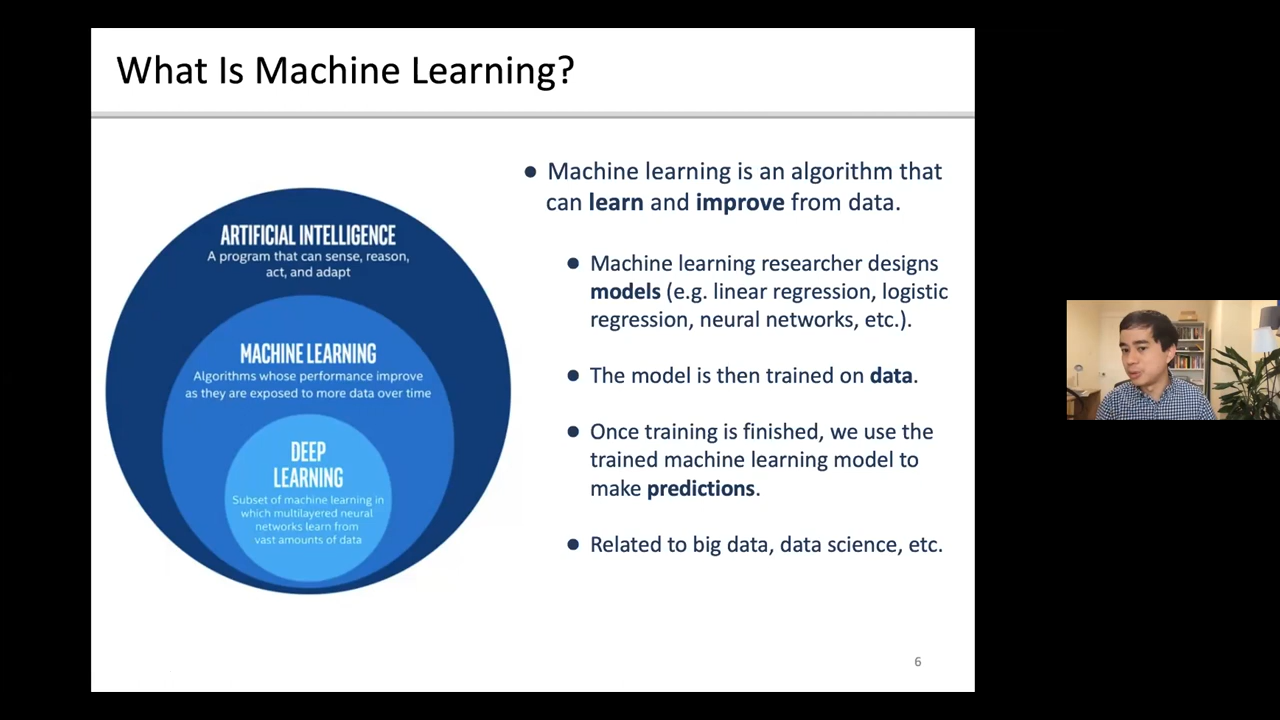 What Is Machine Learning?
ARTIFICIAL INTELLIGENCE
A program that can sense, reason,
act, and adapt
MACHINE LEARNING
Algorithms whose performance improve
as they are exposed to more data over time
DEEP
LEARNING
Subset of machine learning in
which multilayered neural
networks learn from
vast amounts of data
● Machine learning is an algorithm that
can learn and improve from data.
● Machine learning researcher designs
models (e.g. linear regression, logistic
regression, neural networks, etc.).
● The model is then trained on data.
● Once training is finished, we use the
trained machine learning model to
make predictions.
● Related to big data, data science, etc.
6